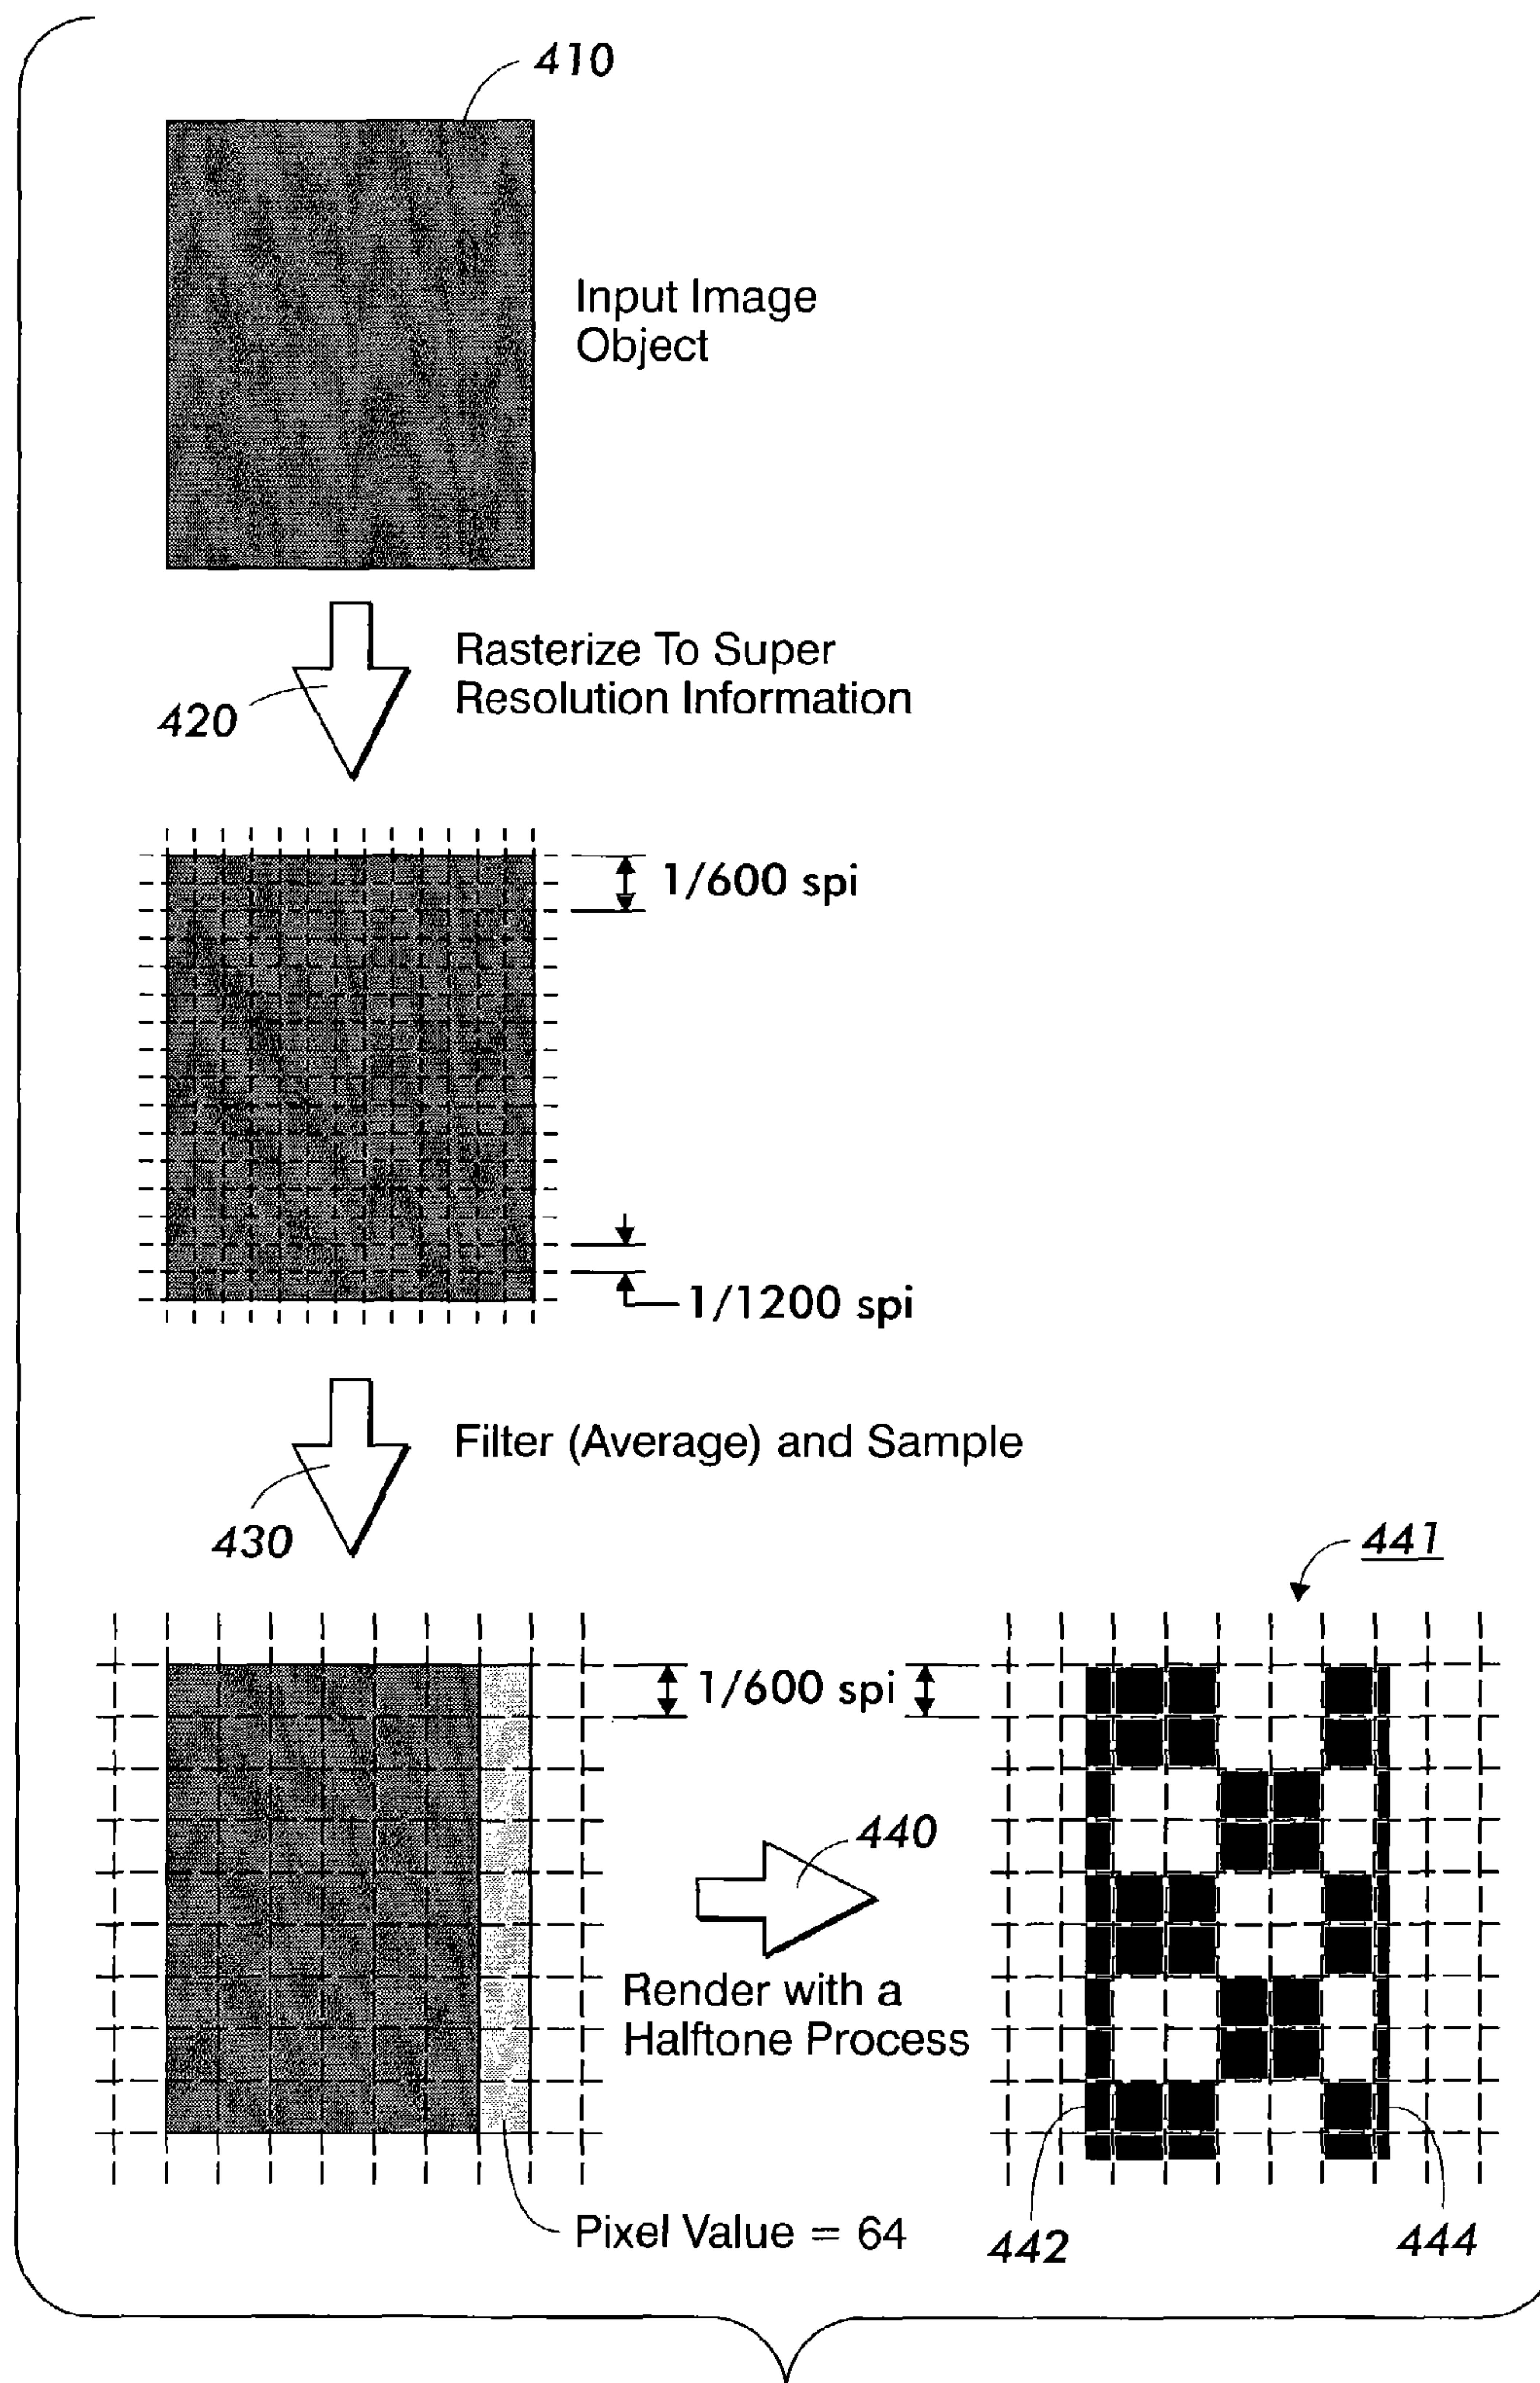 410
Input Image
Object
Rasterize To Super
Resolution Information
420
1/600 spi
1/1200 spi
Filter (Average) and Sample
430
441
1/600 spi
440
Render with a
Halftone Process
Pixel Value = 64
442
444